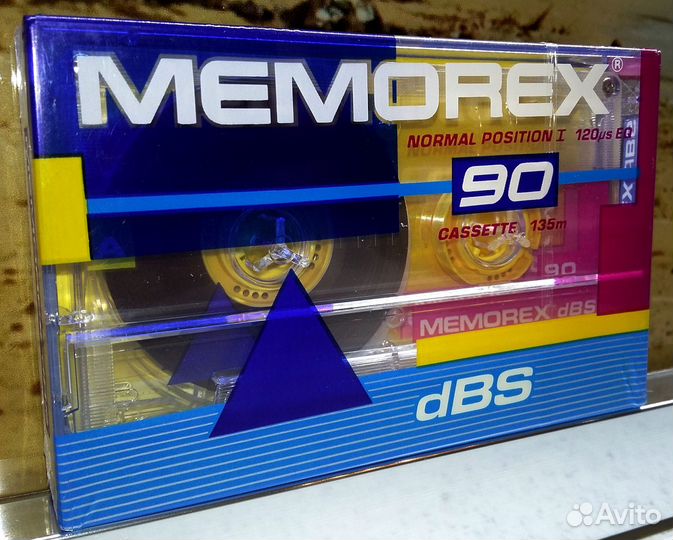 MEMOREX®
NORMAL POSITION I 120µs EQ
90
CASSETTE 135m
90
MEMOREX dBS
dBS
Avito